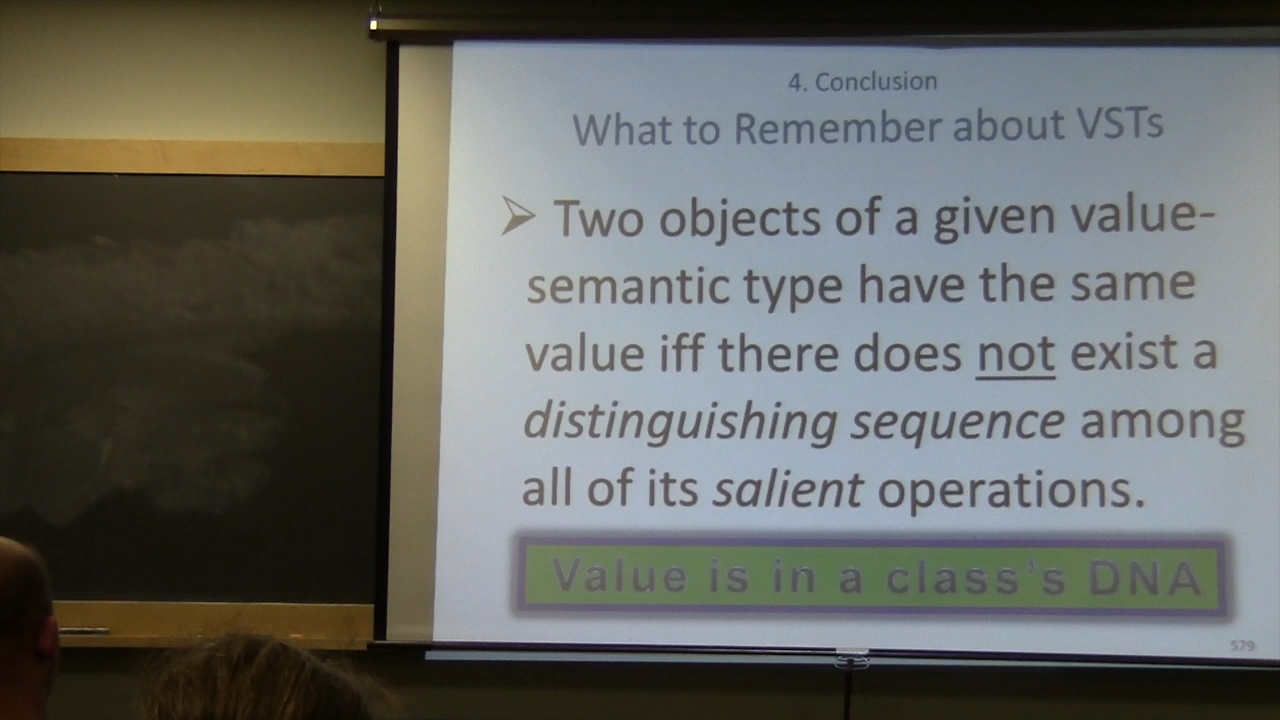 4. Conclusion
What to Remember about VSTs
➢ Two objects of a given value-
semantic type have the same
value iff there does not exist a
distinguishing sequence among
all of its salient operations.
Value is in a class's DNA
579